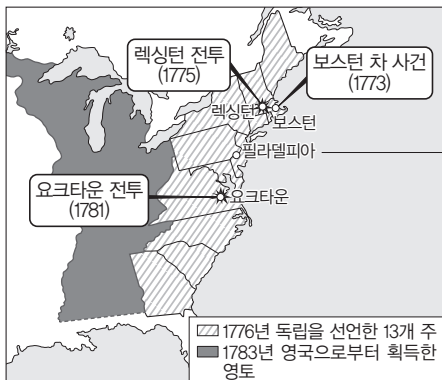 렉싱턴 전투
(1775)
보스턴 차 사건
(1773)
렉싱턴
보스턴
필라델피아
요크타운 전투
(1781)
요크타운
1776년 독립을 선언한 13개 주
1783년 영국으로부터 획득한
영토